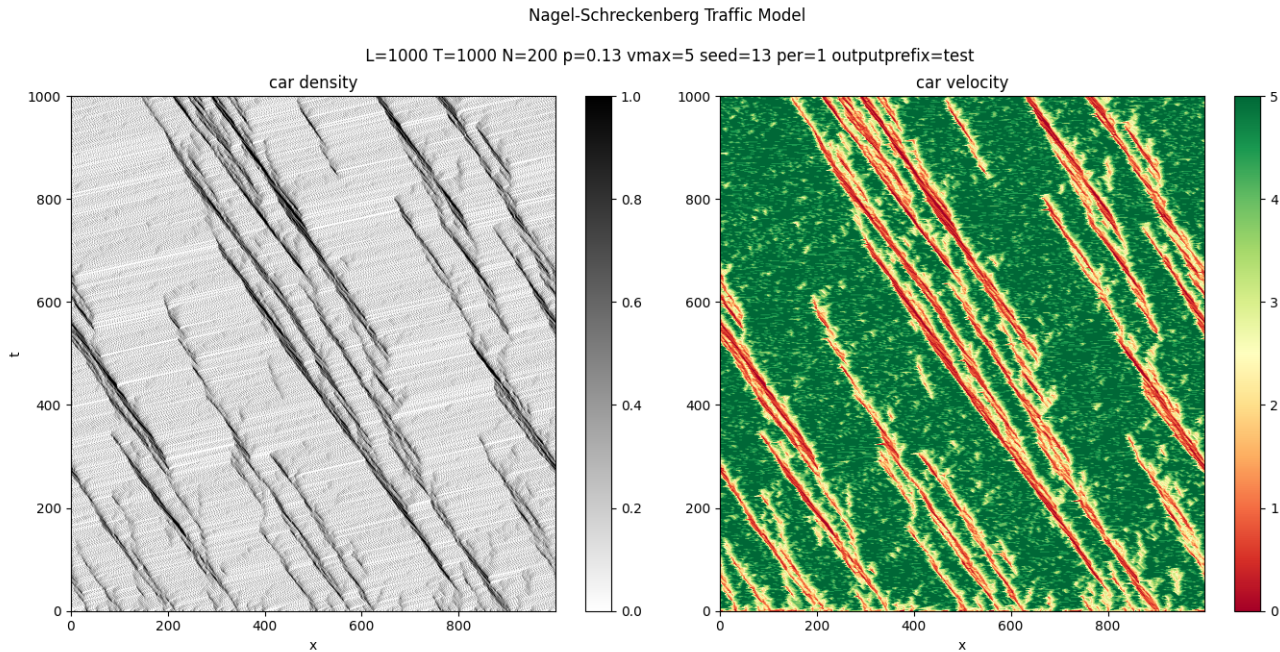 Nagel-Schreckenberg Traffic Model
L=1000 T=1000 N=200 p=0.13 vmax=5 seed=13 per=1 outputprefix=test
car density
car velocity
1000
800
600
400
200
0
t
0 200 400 600 800
x
1.0
0.8
0.6
0.4
0.2
0.0
1000
800
600
400
200
0
0 200 400 600 800
x
5
4
3
2
1
0